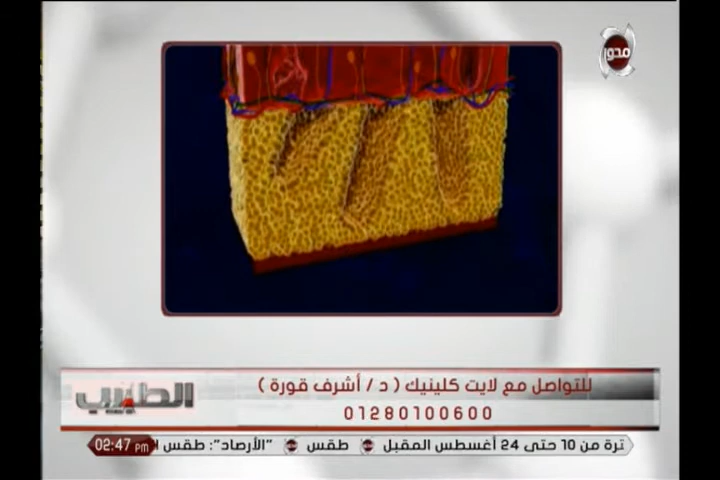 محور
للتواصل مع لايت كلينيك ( د / أشرف قورة )
الطبيب
01280100600
02:47 PM
ترة من 10 حتى 24 أغسطس المقبل طقس "الأرصاد": طقس ا